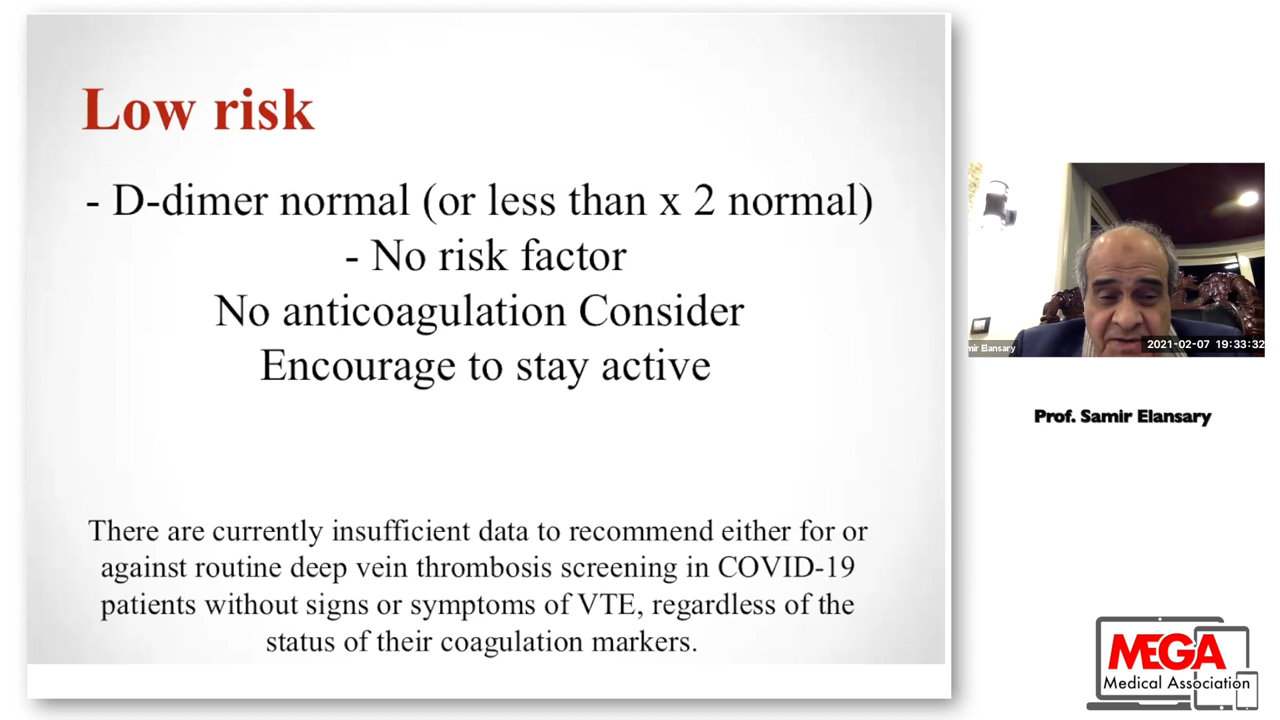 Low risk
- D-dimer normal (or less than x 2 normal)
- No risk factor
No anticoagulation Consider
Encourage to stay active
There are currently insufficient data to recommend either for or
against routine deep vein thrombosis screening in COVID-19
patients without signs or symptoms of VTE, regardless of the
status of their coagulation markers.
mir Elansary
2021-02-07 19:33:32
Prof. Samir Elansary
MEGA
Medical Association